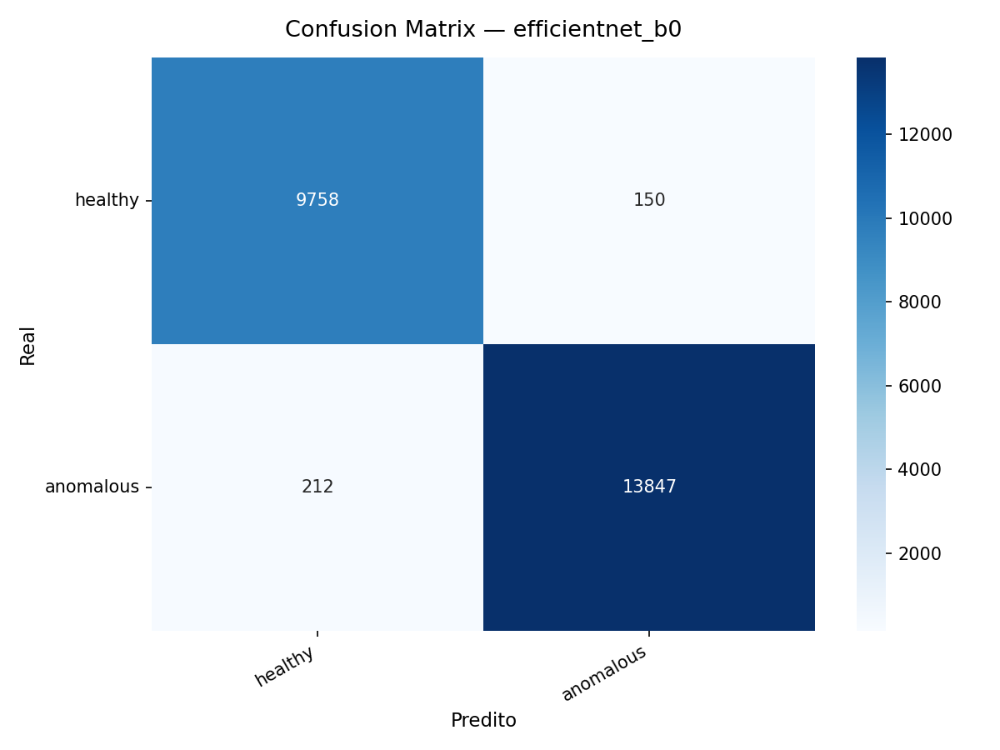 Confusion Matrix — efficientnet_b0
Real
healthy
anomalous
9758
150
212
13847
healthy
anomalous
Predito
12000
10000
8000
6000
4000
2000